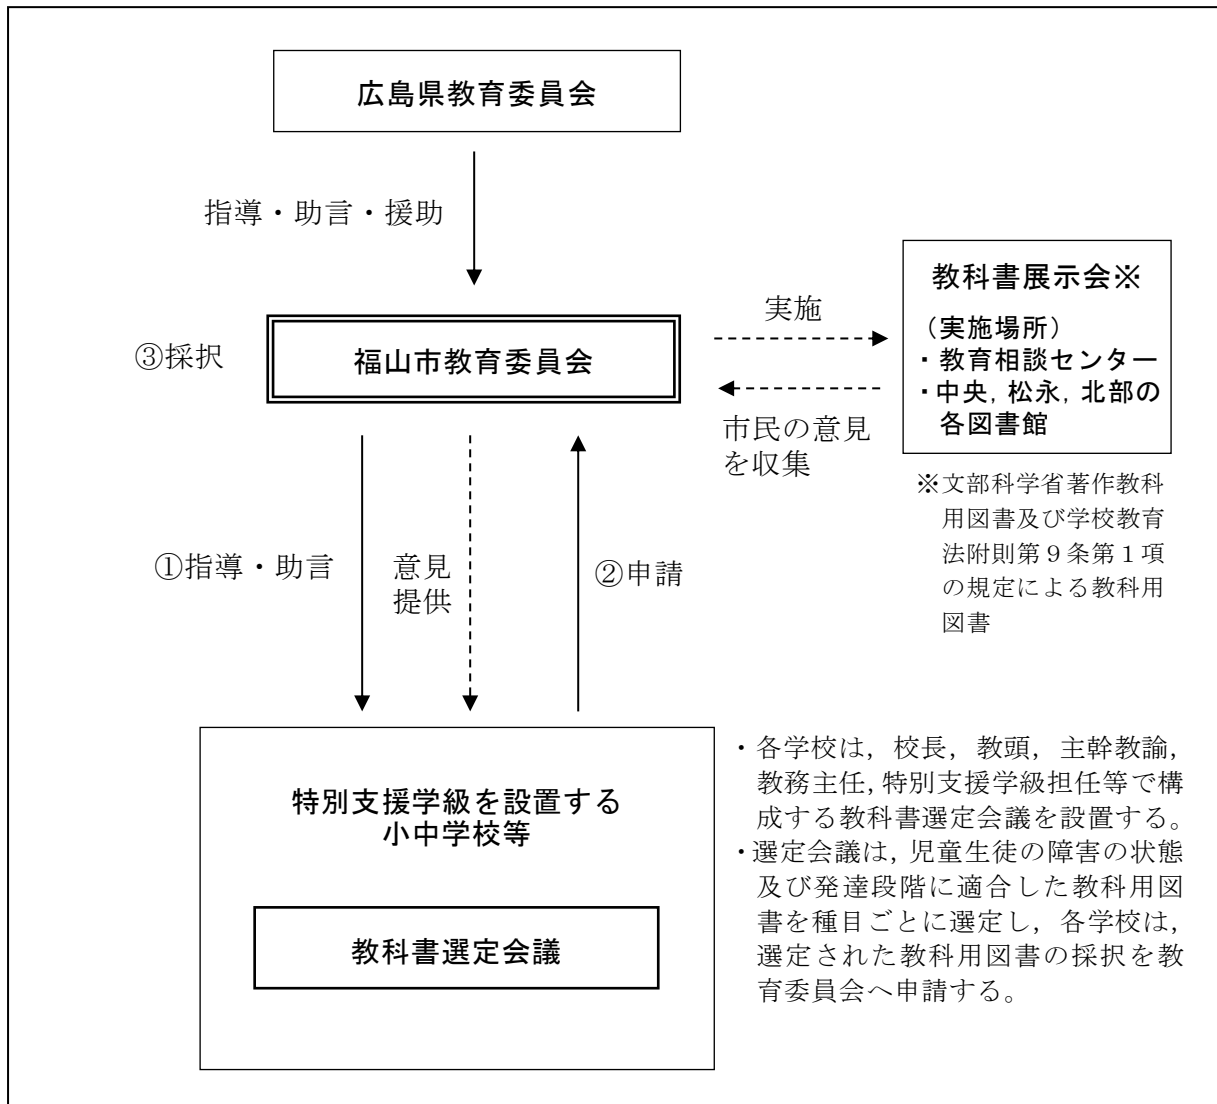 広島県教育委員会
指導・助言・援助
教科書展示会※
（実施場所）
・教育相談センター
・中央，松永，北部の
各図書館
実施
③採択
福山市教育委員会
市民の意見
を収集
※文部科学省著作教科
用図書及び学校教育
法附則第９条第１項
の規定による教科用
図書
①指導・助言
意見
提供
②申請
特別支援学級を設置する
小中学校等
教科書選定会議
・各学校は，校長，教頭，主幹教諭，
教務主任，特別支援学級担任等で構
成する教科書選定会議を設置する。
・選定会議は，児童生徒の障害の状態
及び発達段階に適合した教科用図
書を種目ごとに選定し，各学校は，
選定された教科用図書の採択を教
育委員会へ申請する。